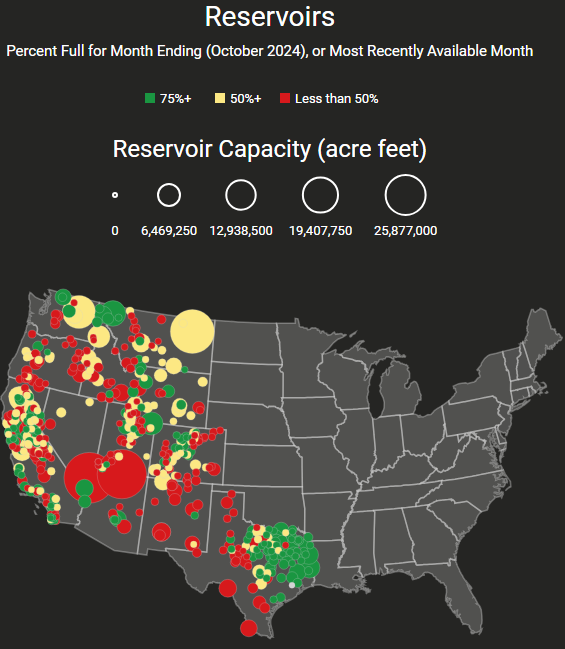 Reservoirs
Percent Full for Month Ending (October 2024), or Most Recently Available Month
75%+ 50%+ Less than 50%
Reservoir Capacity (acre feet)
0 6,469,250 12,938,500 19,407,750 25,877,000